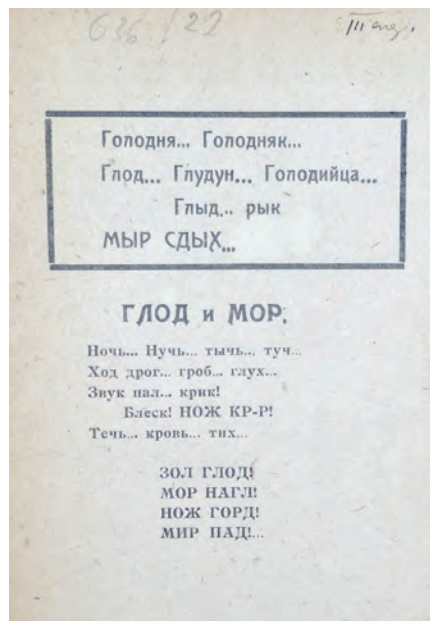 636 / 22
III
Голодня... Голодняк...
Глод... Глудун... Голодийца...
Глыд... рык
МЫР СДЫХ...
ГЛОД и МОР.
Ночь... Нучь... тычь... туч...
Ход дрог... гроб... глух...
Звук пал... крик!
Блеск! НОЖ КР-Р!
Течь... кровь... тих...
ЗОЛ ГЛОД!
МОР НАГЛ!
НОЖ ГОРД!
МИР ПАД!...